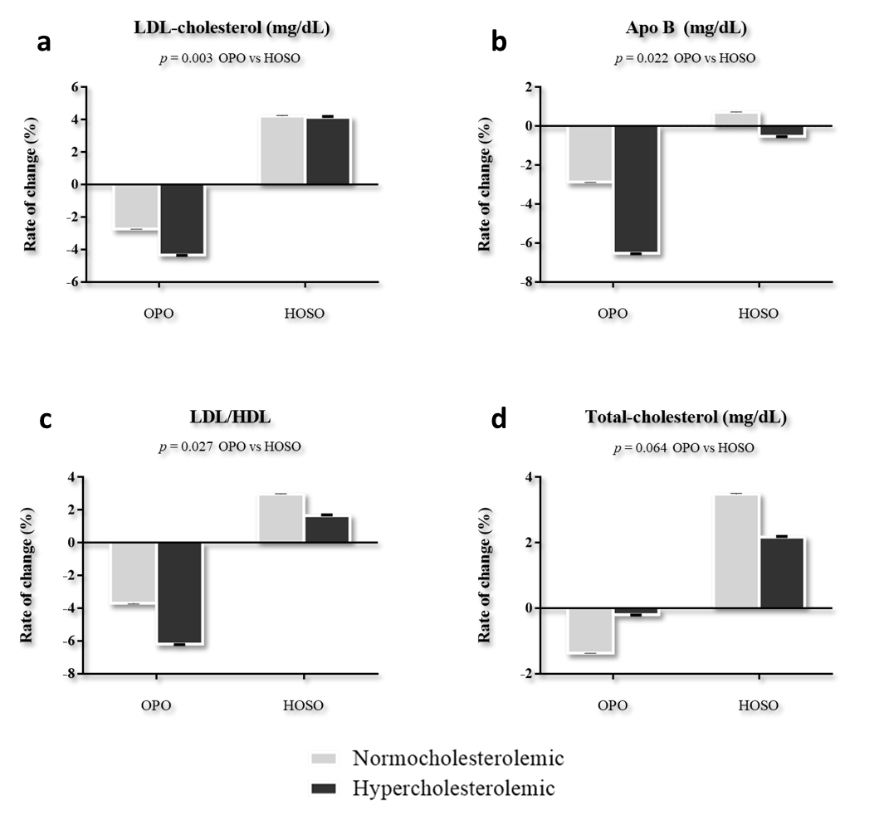 a
LDL-cholesterol (mg/dL)
p = 0.003 OPO vs HOSO
Rate of change (%)
6
4
2
0
-2
-4
-6
OPO HOSO
b
Apo B (mg/dL)
p = 0.022 OPO vs HOSO
Rate of change (%)
2
0
-2
-4
-6
-8
OPO HOSO
c
LDL/HDL
p = 0.027 OPO vs HOSO
Rate of change (%)
4
2
0
-2
-4
-6
-8
OPO HOSO
d
Total-cholesterol (mg/dL)
p = 0.064 OPO vs HOSO
Rate of change (%)
4
2
0
-2
OPO HOSO
Normocholesterolemic
Hypercholesterolemic